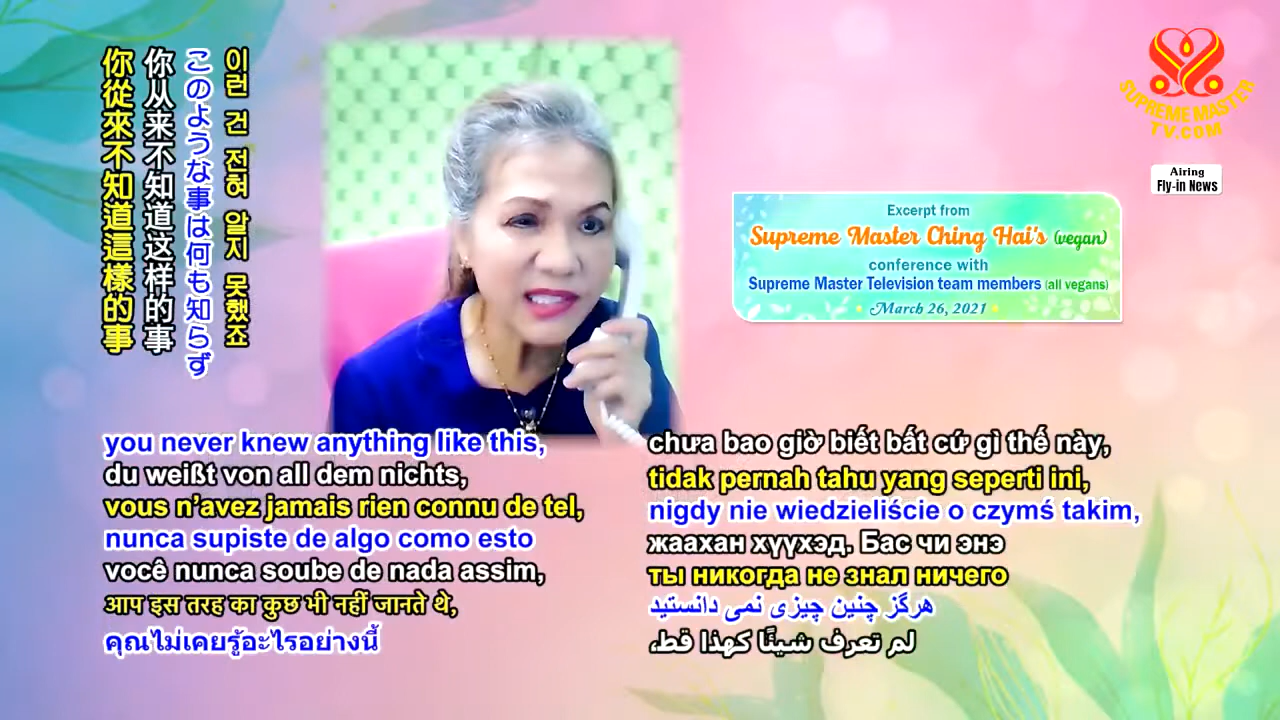 이런 건 전혀 알지 못했죠
このような事は何も知らず
你从来不知道这样的事
你從來不知道這樣的事
SUPREME MASTER
TV.COM
Airing
Fly-in News
Excerpt from
Supreme Master Ching Hai's (vegan)
conference with
Supreme Master Television team members (all vegans)
March 26, 2021
you never knew anything like this,
du weißt von all dem nichts,
vous n’avez jamais rien connu de tel,
nunca supiste de algo como esto
você nunca soube de nada assim,
आप इस तरह का कुछ भी नहीं जानते थे,
คุณไม่เคยรู้อะไรอย่างนี้
chưa bao giờ biết bất cứ gì thế này,
tidak pernah tahu yang seperti ini,
nigdy nie wiedzieliście o czymś takim,
жаахан хүүхэд. Бас чи энэ
ты никогда не знал ничего
هرگز چنین چیزی نمی دانستید
لم تعرف شيئًا كهذا قط،